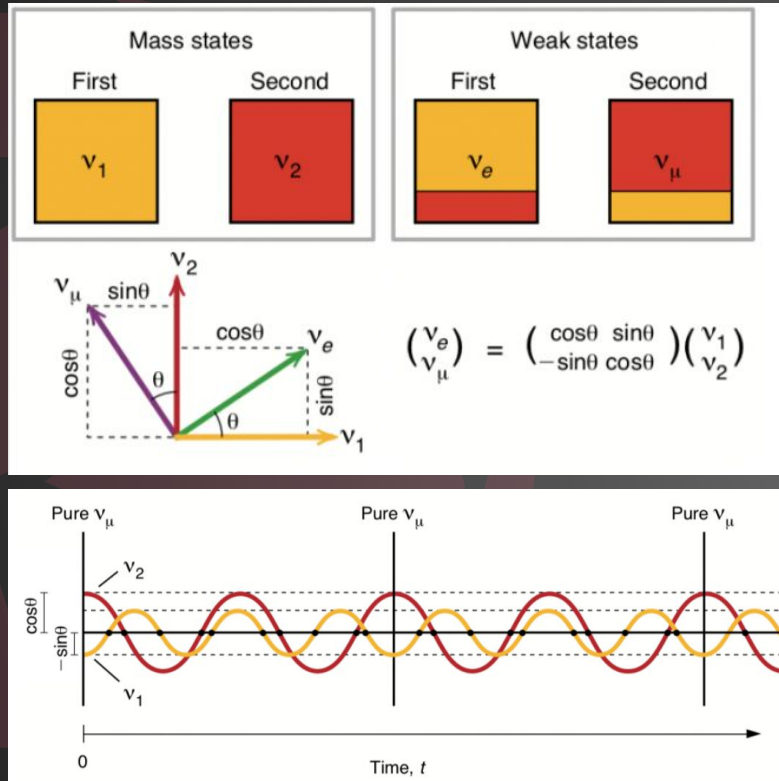 Mass states
First Second
ν1 ν2
Weak states
First Second
νe νμ
ν2
νμ sinθ
cosθ νe
cosθ θ sinθ
θ
ν1
(νe νμ) = (cosθ sinθ -sinθ cosθ)(ν1 ν2)
Pure νμ Pure νμ Pure νμ
ν2
cosθ
-sinθ
ν1
0
Time, t